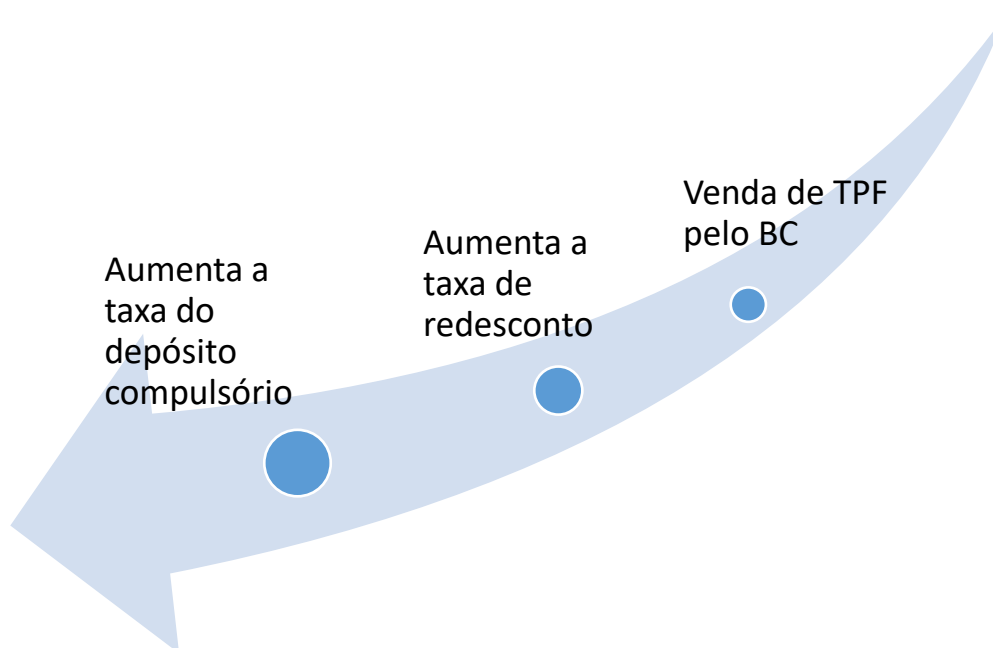 Aumenta a
taxa do
depósito
compulsório
Aumenta a
taxa de
redesconto
Venda de TPF
pelo BC